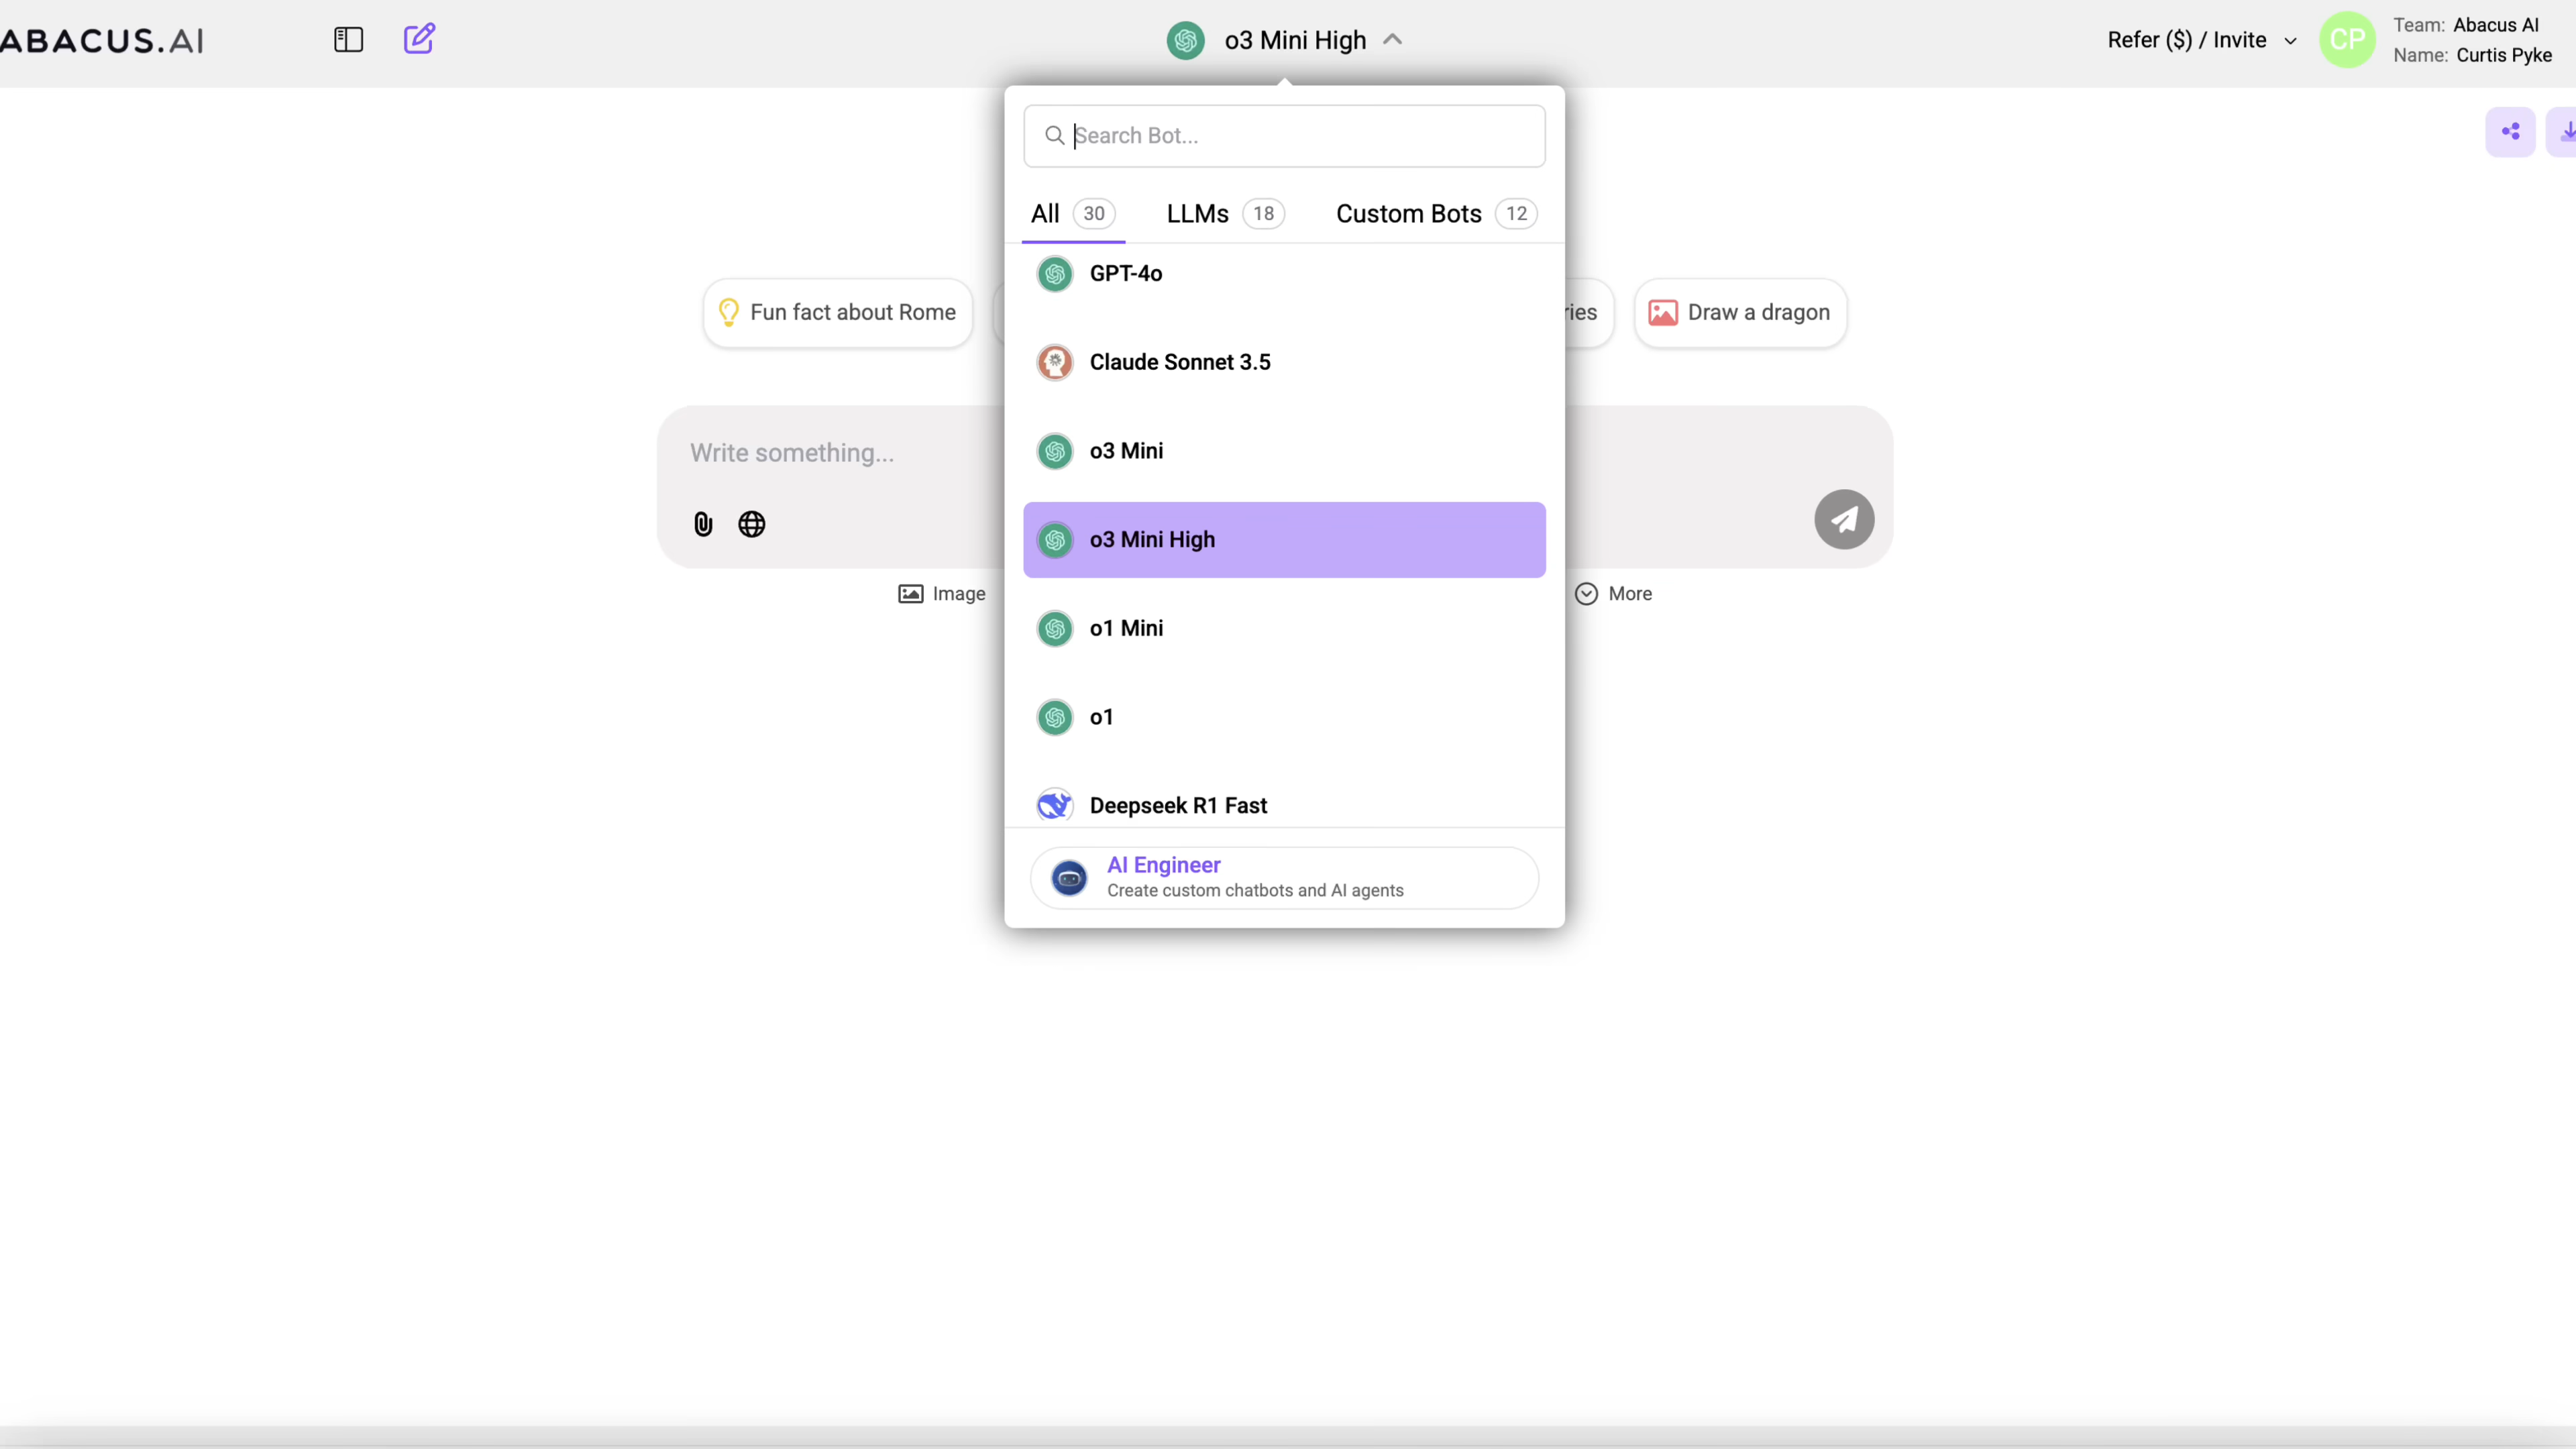 ABACUS.AI
o3 Mini High
Refer ($) / Invite
CP
Team: Abacus AI
Name: Curtis Pyke
Search Bot...
All 30 LLMs 18 Custom Bots 12
GPT-4o
Fun fact about Rome
ries
Draw a dragon
Claude Sonnet 3.5
Write something...
o3 Mini
o3 Mini High
Image
More
o1 Mini
o1
Deepseek R1 Fast
AI Engineer
Create custom chatbots and AI agents